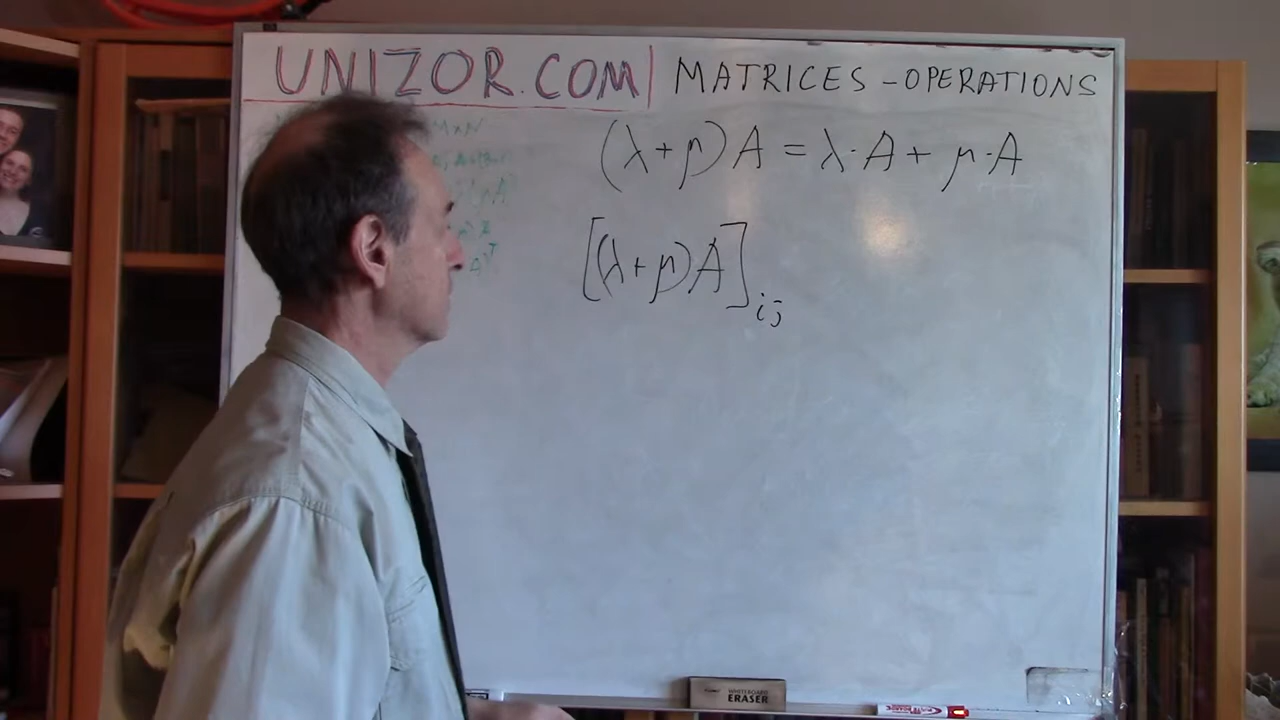 UNIZOR.COM | MATRICES - OPERATIONS
(λ+μ)A = λ·A + μ·A
[(λ+μ)A]ij
WHITEBOARD
ERASER